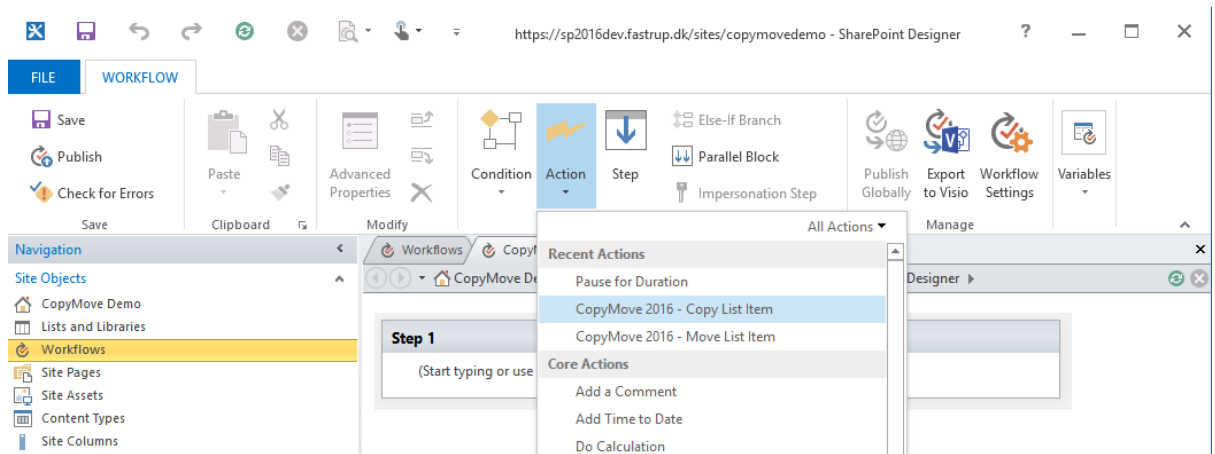 https://sp2016dev.fastrup.dk/sites/copymovedemo - SharePoint Designer ?
FILE WORKFLOW
Save
Publish
Check for Errors
Save
Paste
Clipboard
Advanced Properties
Modify
Condition
Action
Step
Else-If Branch
Parallel Block
Impersonation Step
Publish Globally
Export to Visio
Workflow Settings
Manage
Variables
All Actions
Navigation
Site Objects
CopyMove Demo
Lists and Libraries
Workflows
Site Pages
Site Assets
Content Types
Site Columns
Workflows
CopyM
CopyMove De
Designer
Step 1
(Start typing or use
Recent Actions
Pause for Duration
CopyMove 2016 - Copy List Item
CopyMove 2016 - Move List Item
Core Actions
Add a Comment
Add Time to Date
Do Calculation